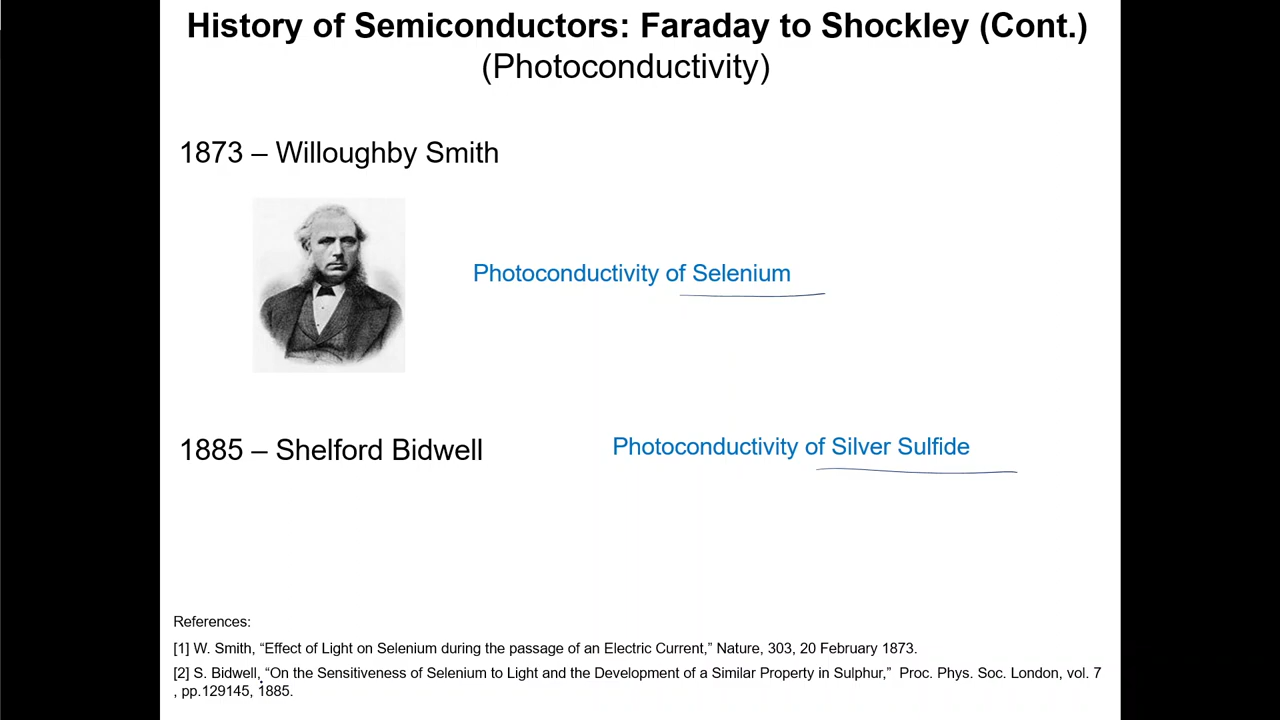 History of Semiconductors: Faraday to Shockley (Cont.)
(Photoconductivity)
1873 – Willoughby Smith
Photoconductivity of Selenium
1885 – Shelford Bidwell
Photoconductivity of Silver Sulfide
References:
[1] W. Smith, “Effect of Light on Selenium during the passage of an Electric Current,” Nature, 303, 20 February 1873.
[2] S. Bidwell, “On the Sensitiveness of Selenium to Light and the Development of a Similar Property in Sulphur,”  Proc. Phys. Soc. London, vol. 7
, pp.129145, 1885.